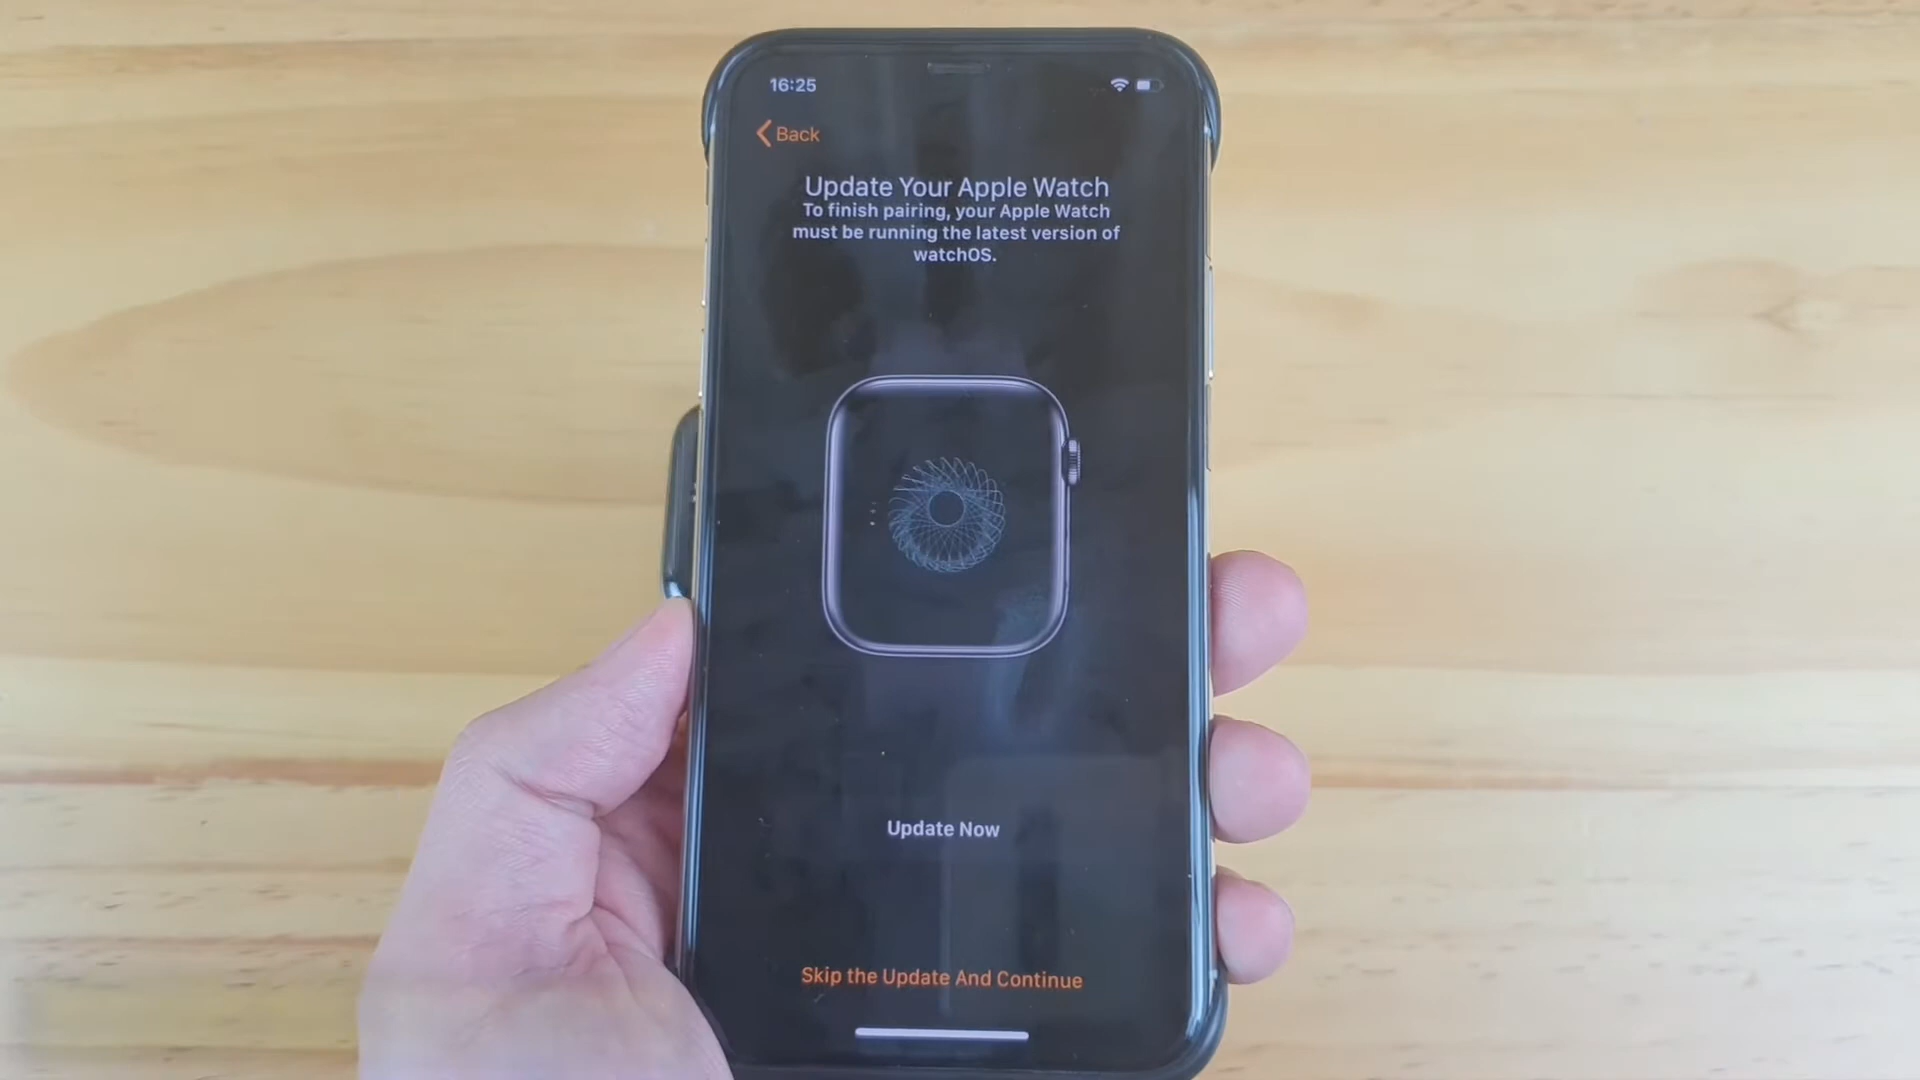 16:25
Back
Update Your Apple Watch
To finish pairing, your Apple Watch
must be running the latest version of
watchOS.
Update Now
Skip the Update And Continue